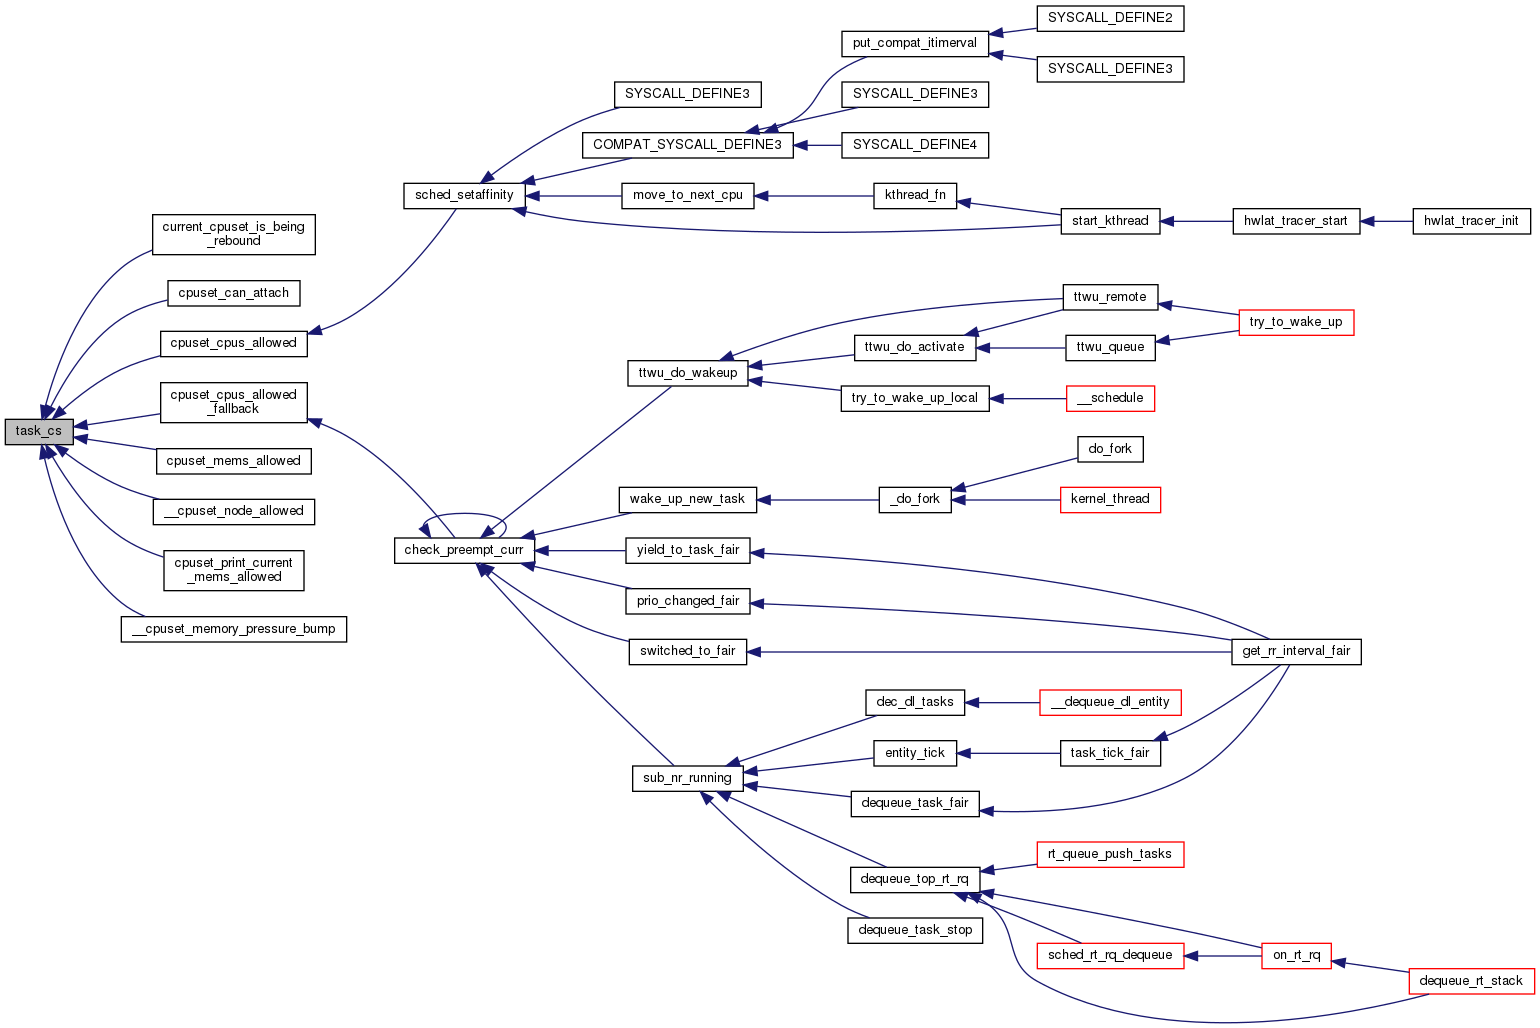 task_cs
current_cpuset_is_being
_rebound
cpuset_can_attach
cpuset_cpus_allowed
cpuset_cpus_allowed
_fallback
cpuset_mems_allowed
__cpuset_node_allowed
cpuset_print_current
_mems_allowed
__cpuset_memory_pressure_bump
sched_setaffinity
check_preempt_curr
SYSCALL_DEFINE3
COMPAT_SYSCALL_DEFINE3
move_to_next_cpu
ttwu_do_wakeup
wake_up_new_task
yield_to_task_fair
prio_changed_fair
switched_to_fair
sub_nr_running
put_compat_itimerval
SYSCALL_DEFINE3
SYSCALL_DEFINE4
kthread_fn
ttwu_do_activate
try_to_wake_up_local
_do_fork
dec_dl_tasks
entity_tick
dequeue_task_fair
dequeue_top_rt_rq
dequeue_task_stop
SYSCALL_DEFINE2
SYSCALL_DEFINE3
start_kthread
ttwu_remote
ttwu_queue
__schedule
do_fork
kernel_thread
__dequeue_dl_entity
task_tick_fair
rt_queue_push_tasks
sched_rt_rq_dequeue
hwlat_tracer_start
try_to_wake_up
get_rr_interval_fair
on_rt_rq
hwlat_tracer_init
dequeue_rt_stack